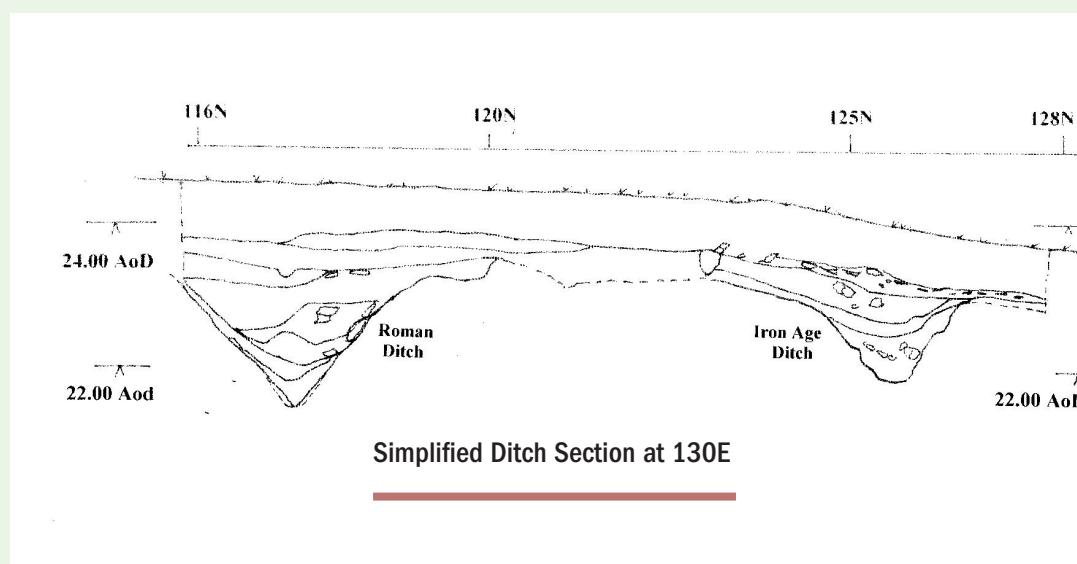 116N
120N
125N
128N
24.00 AoD
Roman
Ditch
Iron Age
Ditch
22.00 Aod
22.00 AoD
Simplified Ditch Section at 130E